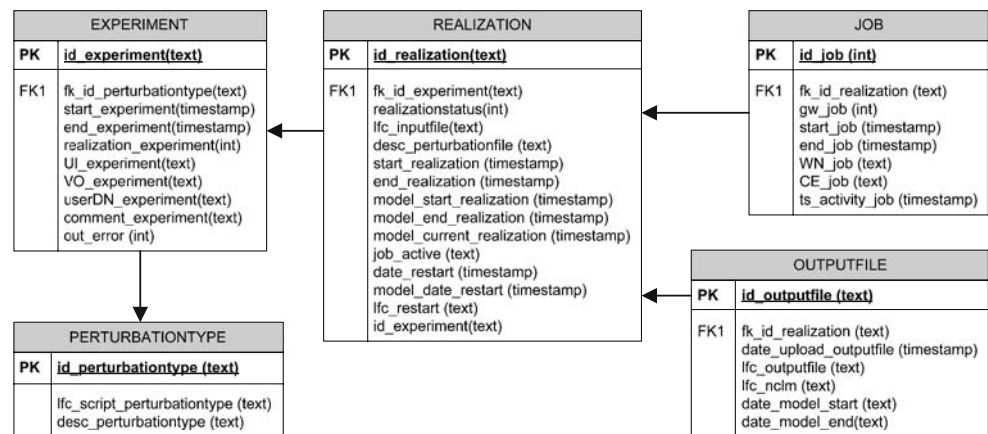 EXPERIMENT
PK id_experiment(text)
FK1 fk_id_perturbationtype(text)
start_experiment(timestamp)
end_experiment(timestamp)
realization_experiment(int)
UI_experiment(text)
VO_experiment(text)
userDN_experiment(text)
comment_experiment(text)
out_error (int)
PERTURBATIONTYPE
PK id_perturbationtype (text)
lfc_script_perturbationtype (text)
desc_perturbationtype (text)
REALIZATION
PK id_realization(text)
FK1 fk_id_experiment(text)
realizationstatus(int)
lfc_inputfile(text)
desc_perturbationfile (text)
start_realization (timestamp)
end_realization (timestamp)
model_start_realization (timestamp)
model_end_realization (timestamp)
model_current_realization (timestamp)
job_active (text)
date_restart (timestamp)
model_date_restart (timestamp)
lfc_restart (text)
id_experiment(text)
JOB
PK id_job (int)
FK1 fk_id_realization (text)
gw_job (int)
start_job (timestamp)
end_job (timestamp)
WN_job (text)
CE_job (text)
ts_activity_job (timestamp)
OUTPUTFILE
PK id_outputfile (text)
FK1 fk_id_realization (text)
date_upload_outputfile (timestamp)
lfc_outputfile (text)
lfc_nclm (text)
date_model_start (text)
date_model_end(text)